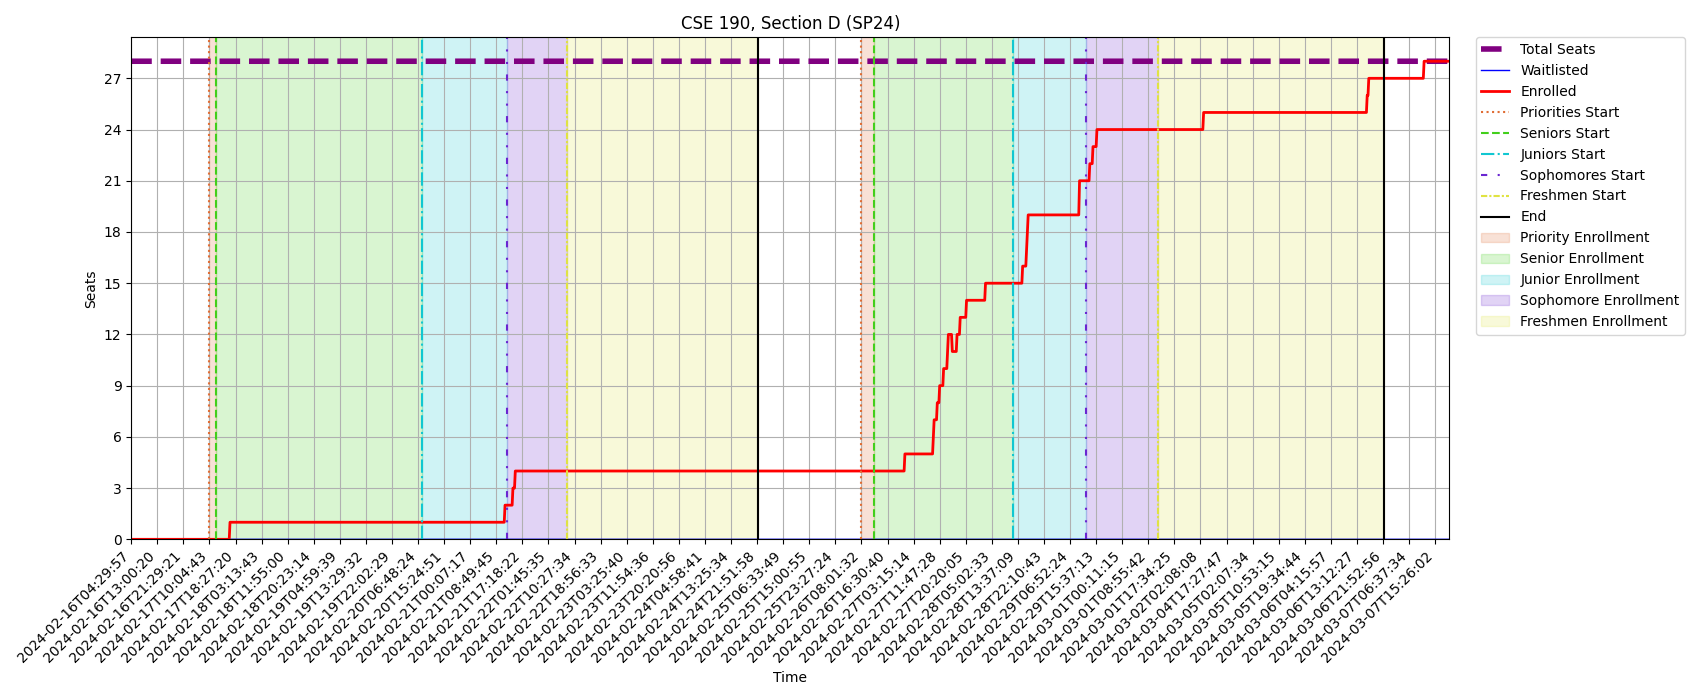 CSE 190, Section D (SP24)
Seats
27
24
21
18
15
12
9
6
3
0
2024-02-16T04:29:57
2024-02-16T13:00:20
2024-02-16T21:29:21
2024-02-17T10:04:43
2024-02-17T18:27:20
2024-02-18T03:13:43
2024-02-18T11:55:00
2024-02-18T20:23:14
2024-02-19T04:59:39
2024-02-19T13:29:32
2024-02-19T22:02:29
2024-02-20T06:48:24
2024-02-20T15:24:51
2024-02-21T00:07:17
2024-02-21T08:49:45
2024-02-21T17:18:22
2024-02-22T01:45:35
2024-02-22T10:27:34
2024-02-22T18:56:33
2024-02-23T03:25:40
2024-02-23T11:54:36
2024-02-23T20:20:56
2024-02-24T04:58:41
2024-02-24T13:25:34
2024-02-24T21:51:58
2024-02-25T06:33:49
2024-02-25T15:00:55
2024-02-25T23:27:24
2024-02-26T08:01:32
2024-02-26T16:30:40
2024-02-27T03:15:14
2024-02-27T11:47:28
2024-02-27T20:20:05
2024-02-28T05:02:33
2024-02-28T13:37:09
2024-02-28T22:10:43
2024-02-29T06:52:24
2024-02-29T15:37:13
2024-03-01T00:11:15
2024-03-01T08:55:42
2024-03-01T17:34:25
2024-03-02T02:08:08
2024-03-04T17:27:47
2024-03-05T02:07:34
2024-03-05T10:53:15
2024-03-05T19:34:44
2024-03-06T04:15:57
2024-03-06T13:12:27
2024-03-06T21:52:56
2024-03-07T06:37:34
2024-03-07T15:26:02
Time
Total Seats
Waitlisted
Enrolled
Priorities Start
Seniors Start
Juniors Start
Sophomores Start
Freshmen Start
End
Priority Enrollment
Senior Enrollment
Junior Enrollment
Sophomore Enrollment
Freshmen Enrollment